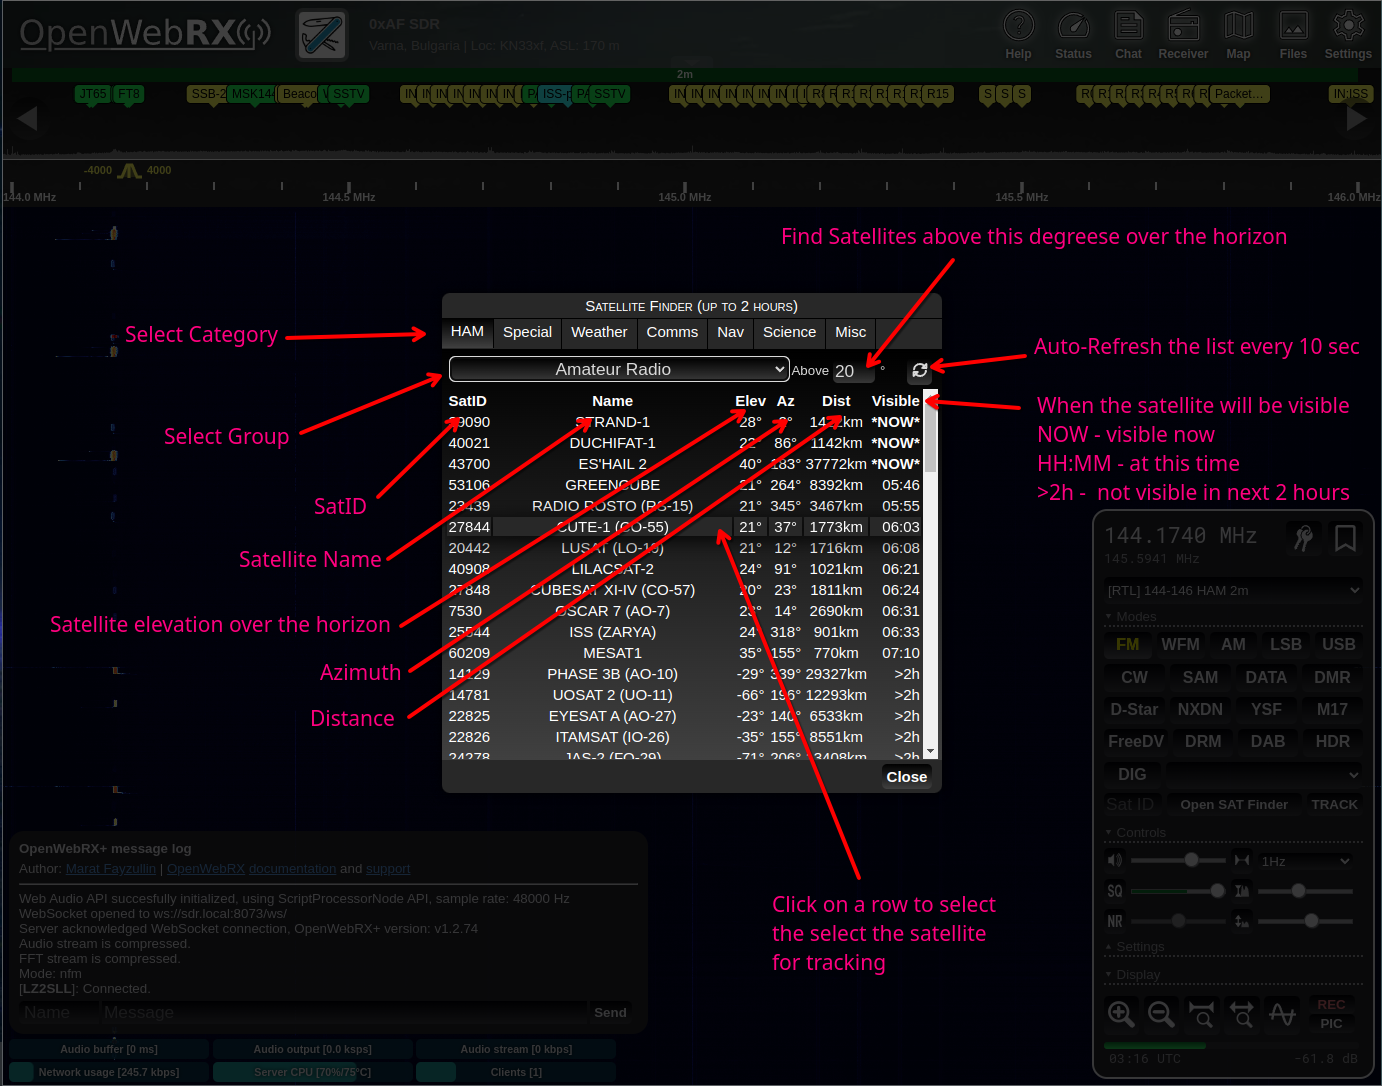 OpenWebRX
0xAF SDR
Varna, Bulgaria | Loc: KN33xf, ASL: 170 m
Help Status Chat Receiver Map Files Settings
2m
JT65 FT8 SSB-2 MSK144 Beaco SSTV ISS-p SSTV R15 S S S Packet... IN:ISS
-4000 4000
144.0 MHz 144.5 MHz 145.0 MHz 145.5 MHz 146.0 MHz
Find Satellites above this degreese over the horizon
Satellite Finder (up to 2 hours)
Select Category
HAM Special Weather Comms Nav Science Misc
Auto-Refresh the list every 10 sec
Amateur Radio Above 20 °
SatID Name Elev Az Dist Visible
When the satellite will be visible
NOW - visible now
HH:MM - at this time
>2h - not visible in next 2 hours
Select Group
SatID
Satellite Name
Satellite elevation over the horizon
Azimuth
Distance
39090 STRAND-1 28° *NOW*
40021 DUCHIFAT-1 22° 86° 1142km *NOW*
43700 ES'HAIL 2 40° 183° 37772km *NOW*
53106 GREENCUBE 21° 264° 8392km 05:46
23439 RADIO ROSTO (RS-15) 21° 345° 3467km 05:55
27844 CUTE-1 (CO-55) 21° 37° 1773km 06:03
20442 LUSAT (LO-19) 21° 12° 1716km 06:08
40908 LILACSAT-2 24° 91° 1021km 06:21
27848 CUBESAT XI-IV (CO-57) 20° 23° 1811km 06:24
7530 OSCAR 7 (AO-7) 23° 14° 2690km 06:31
25544 ISS (ZARYA) 24° 318° 901km 06:33
60209 MESAT1 35° 155° 770km 07:10
14129 PHASE 3B (AO-10) -29° 339° 29327km >2h
14781 UOSAT 2 (UO-11) -66° 196° 12293km >2h
22825 EYESAT A (AO-27) -23° 140° 6533km >2h
22826 ITAMSAT (IO-26) -35° 155° 8551km >2h
24278 JAS-2 (FO-29) -71° 206° 13408km >2h
Close
Click on a row to select
the select the satellite
for tracking
144.1740 MHz
145.5941 MHz
[RTL] 144-146 HAM 2m
Modes
FM WFM AM LSB USB
CW SAM DATA DMR
D-Star NXDN YSF M17
FreeDV DRM DAB HDR
DIG
Sat ID Open SAT Finder TRACK
Controls
1Hz
SQ
NR
Settings
Display
REC
PIC
03:16 UTC -61.8 dB
OpenWebRX+ message log
Author: Marat Fayzullin | OpenWebRX documentation and support
Web Audio API succesfully initialized, using ScriptProcessorNode API, sample rate: 48000 Hz
WebSocket opened to ws://sdr.local:8073/ws/
Server acknowledged WebSocket connection, OpenWebRX+ version: v1.2.74
Audio stream is compressed.
FFT stream is compressed.
Mode: nfm
[LZ2SLL]: Connected.
Name Message Send
Audio buffer [0 ms] Audio output [0.0 ksps] Audio stream [0 kbps]
Network usage [245.7 kbps] Server CPU [70%/75°C] Clients [1]